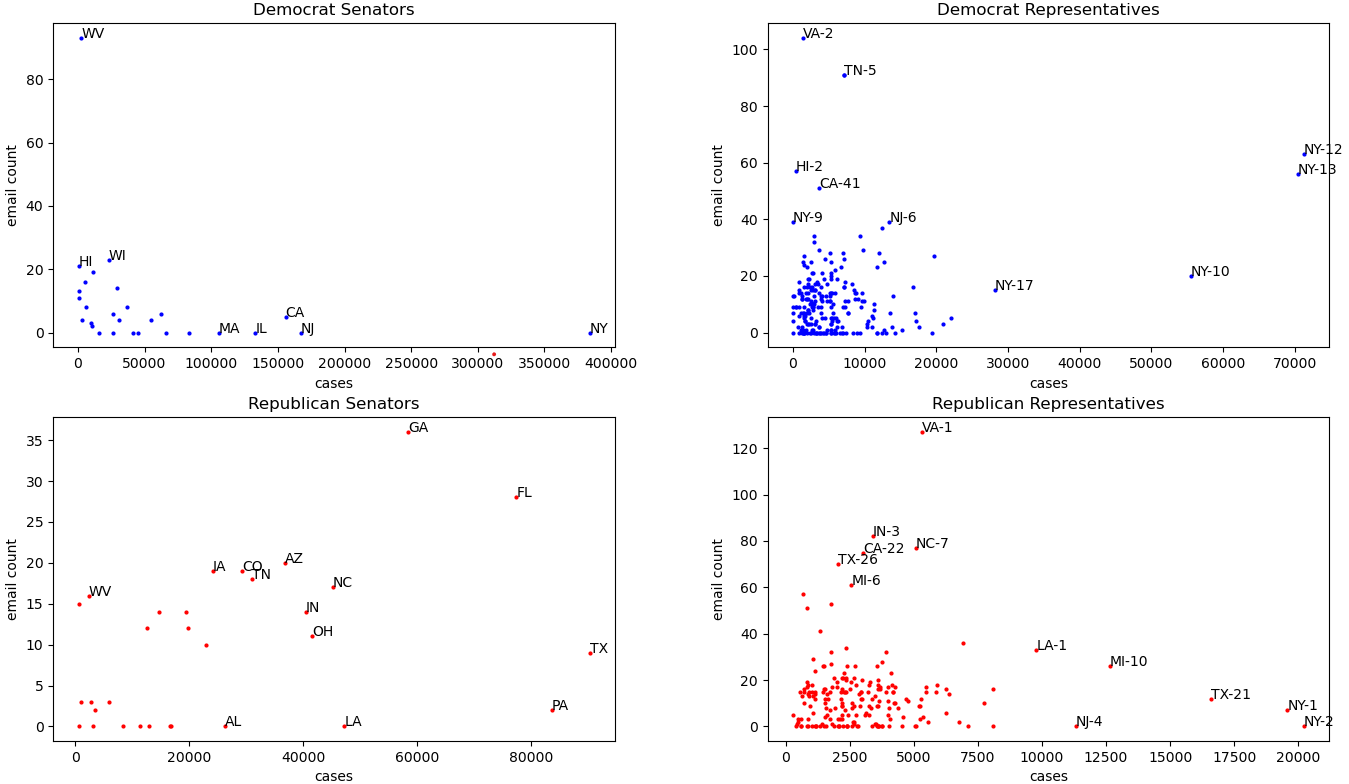 Democrat Senators
Democrat Representatives
email count
80
60
40
20
0
WV
HI
WI
MA
IL
CA
NJ
NY
0
50000
100000
150000
200000
250000
300000
350000
400000
cases
email count
100
80
60
40
20
0
VA-2
TN-5
HI-2
CA-41
NY-9
NJ-6
NY-17
NY-10
NY-12
NY-13
0
10000
20000
30000
40000
50000
60000
70000
cases
Republican Senators
Republican Representatives
email count
35
30
25
20
15
10
5
0
GA
FL
IA
CO
TN
AZ
WV
NC
IN
OH
TX
AL
LA
PA
0
20000
40000
60000
80000
cases
email count
120
100
80
60
40
20
0
VA-1
IN-3
CA-22
NC-7
TX-26
MI-6
LA-1
MI-10
TX-21
NY-1
NJ-4
NY-2
0
2500
5000
7500
10000
12500
15000
17500
20000
cases